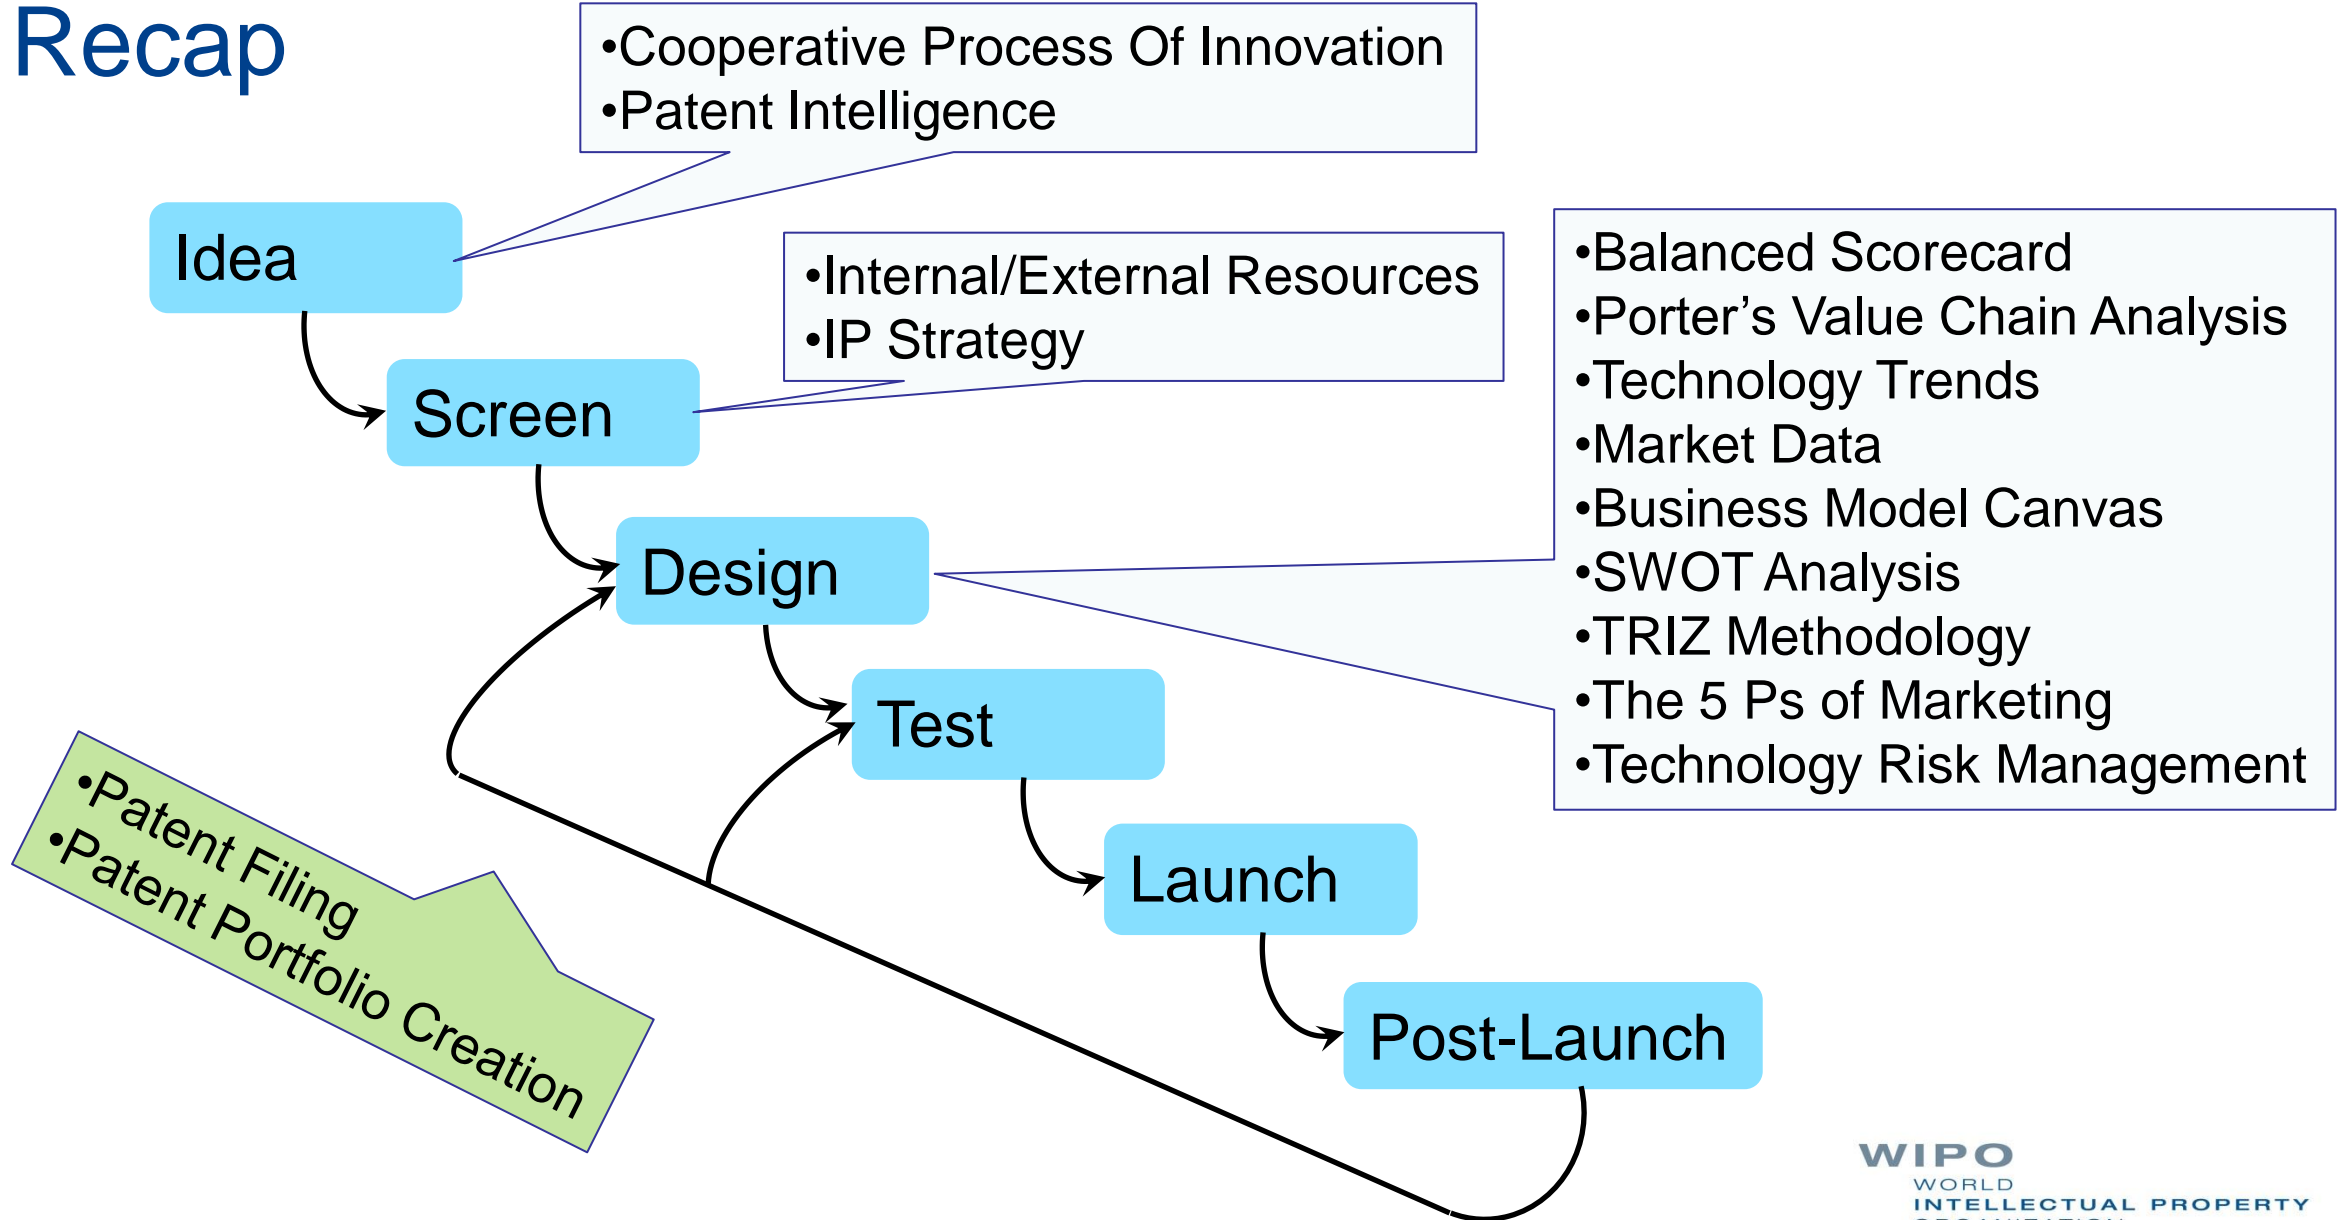 Recap
•Cooperative Process Of Innovation
•Patent Intelligence
Idea
•Internal/External Resources
•IP Strategy
Screen
•Balanced Scorecard
•Porter’s Value Chain Analysis
•Technology Trends
•Market Data
•Business Model Canvas
•SWOT Analysis
•TRIZ Methodology
•The 5 Ps of Marketing
•Technology Risk Management
Design
Test
•Patent Filing
•Patent Portfolio Creation
Launch
Post-Launch
WIPO
WORLD
INTELLECTUAL PROPERTY